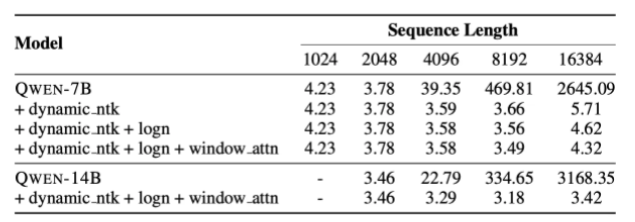 Model Sequence Length
1024 2048 4096 8192 16384
QWEN-7B 4.23 3.78 39.35 469.81 2645.09
+ dynamic_ntk 4.23 3.78 3.59 3.66 5.71
+ dynamic_ntk + logn 4.23 3.78 3.58 3.56 4.62
+ dynamic_ntk + logn + window_attn 4.23 3.78 3.58 3.49 4.32
QWEN-14B - 3.46 22.79 334.65 3168.35
+ dynamic_ntk + logn + window_attn - 3.46 3.29 3.18 3.42